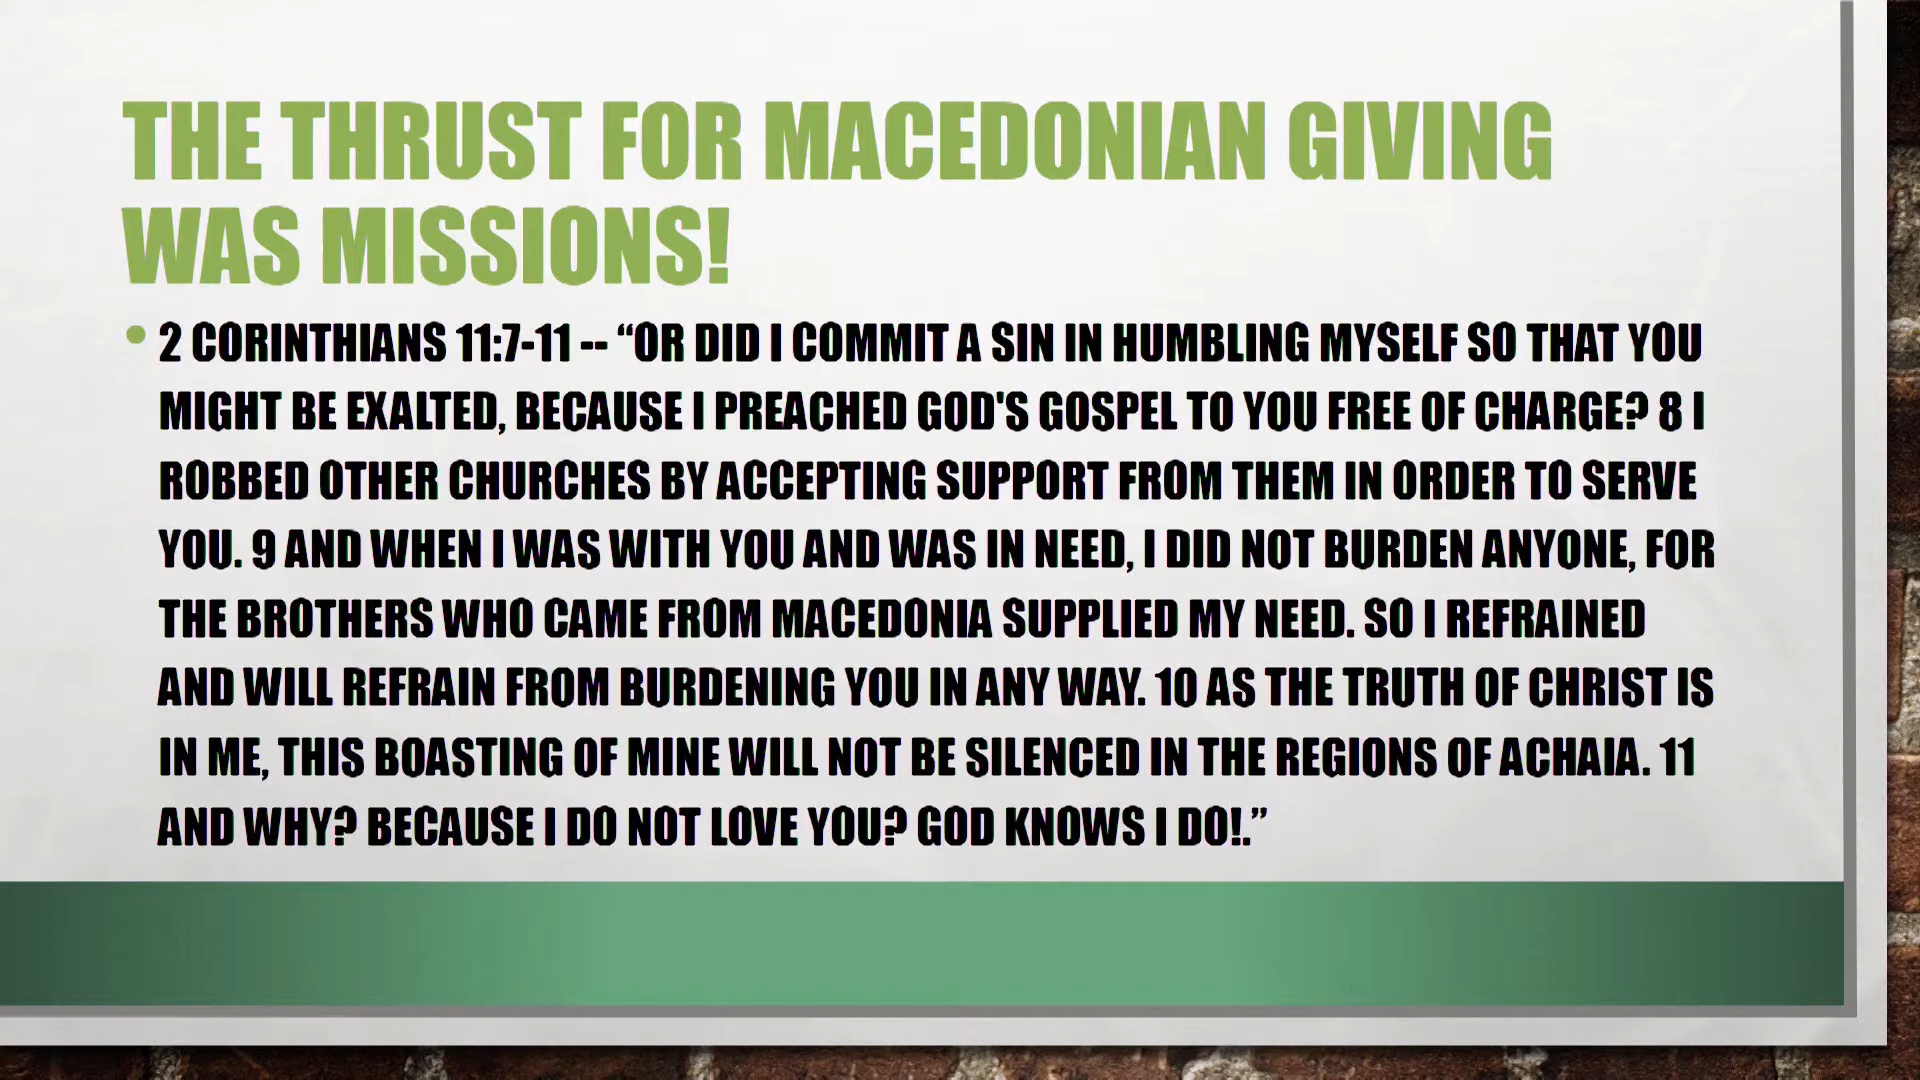 THE THRUST FOR MACEDONIAN GIVING
WAS MISSIONS!
• 2 CORINTHIANS 11:7-11 -- “OR DID I COMMIT A SIN IN HUMBLING MYSELF SO THAT YOU
MIGHT BE EXALTED, BECAUSE I PREACHED GOD'S GOSPEL TO YOU FREE OF CHARGE? 8 I
ROBBED OTHER CHURCHES BY ACCEPTING SUPPORT FROM THEM IN ORDER TO SERVE
YOU. 9 AND WHEN I WAS WITH YOU AND WAS IN NEED, I DID NOT BURDEN ANYONE, FOR
THE BROTHERS WHO CAME FROM MACEDONIA SUPPLIED MY NEED. SO I REFRAINED
AND WILL REFRAIN FROM BURDENING YOU IN ANY WAY. 10 AS THE TRUTH OF CHRIST IS
IN ME, THIS BOASTING OF MINE WILL NOT BE SILENCED IN THE REGIONS OF ACHAIA. 11
AND WHY? BECAUSE I DO NOT LOVE YOU? GOD KNOWS I DO!.”